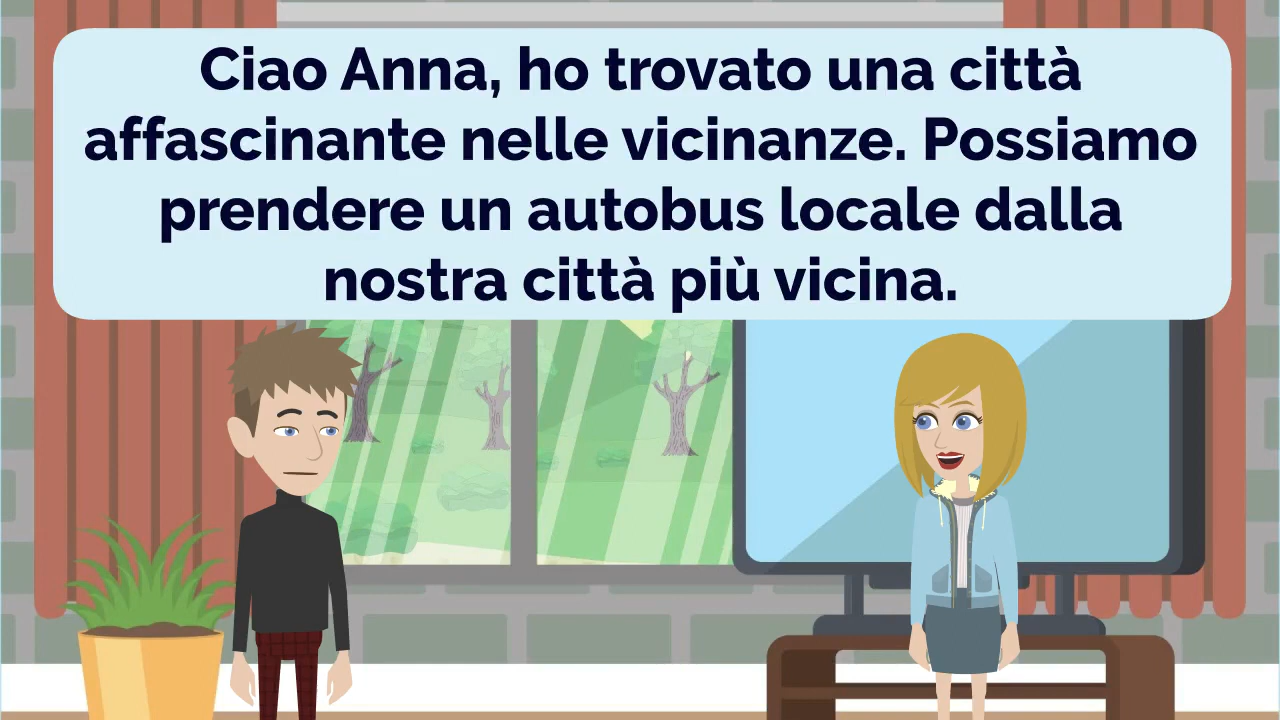 Ciao Anna, ho trovato una città
affascinante nelle vicinanze. Possiamo
prendere un autobus locale dalla
nostra città più vicina.